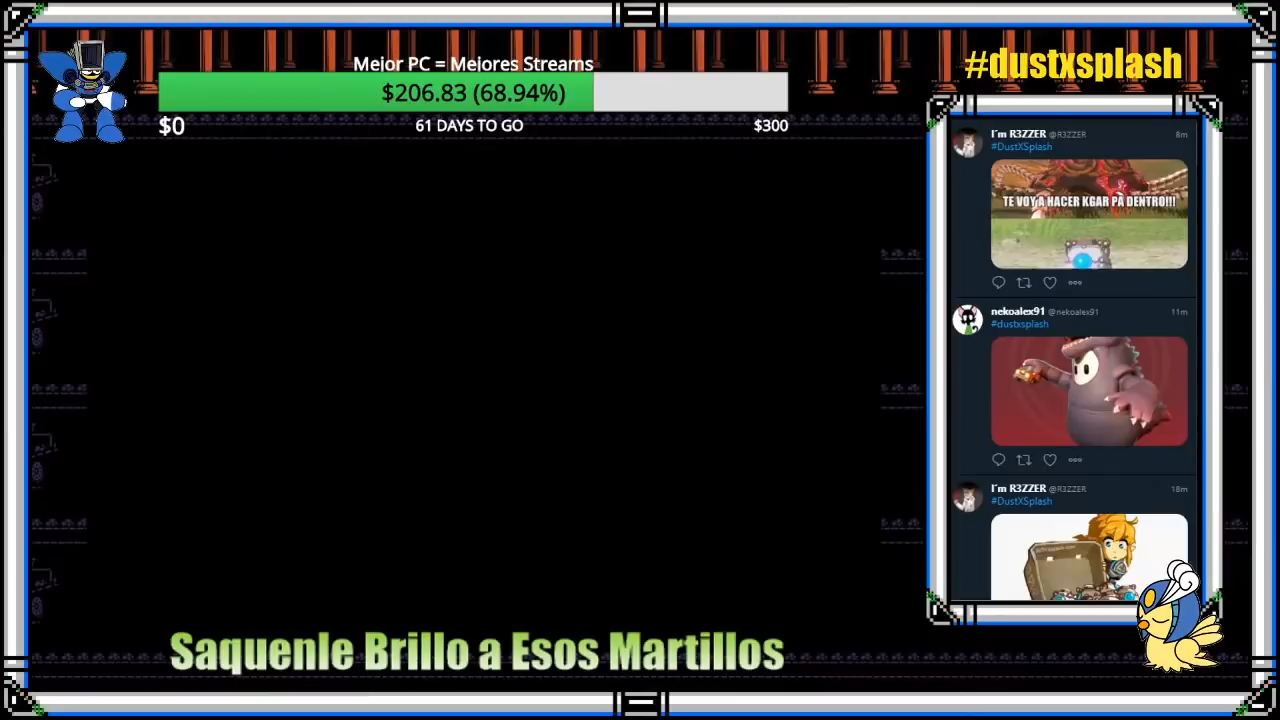 Mejor PC = Mejores Streams
$206.83 (68.94%)
$0
61 DAYS TO GO
$300
#dustxsplash
I´m R3ZZER @R3ZZER 8m
#DustXSplash
TE VOY A HACER KGAR PA DENTRO!!!
nekoalex91 @nekoalex91 11m
#dustxsplash
I´m R3ZZER @R3ZZER 18m
#DustXSplash
Saquenle Brillo a Esos Martillos